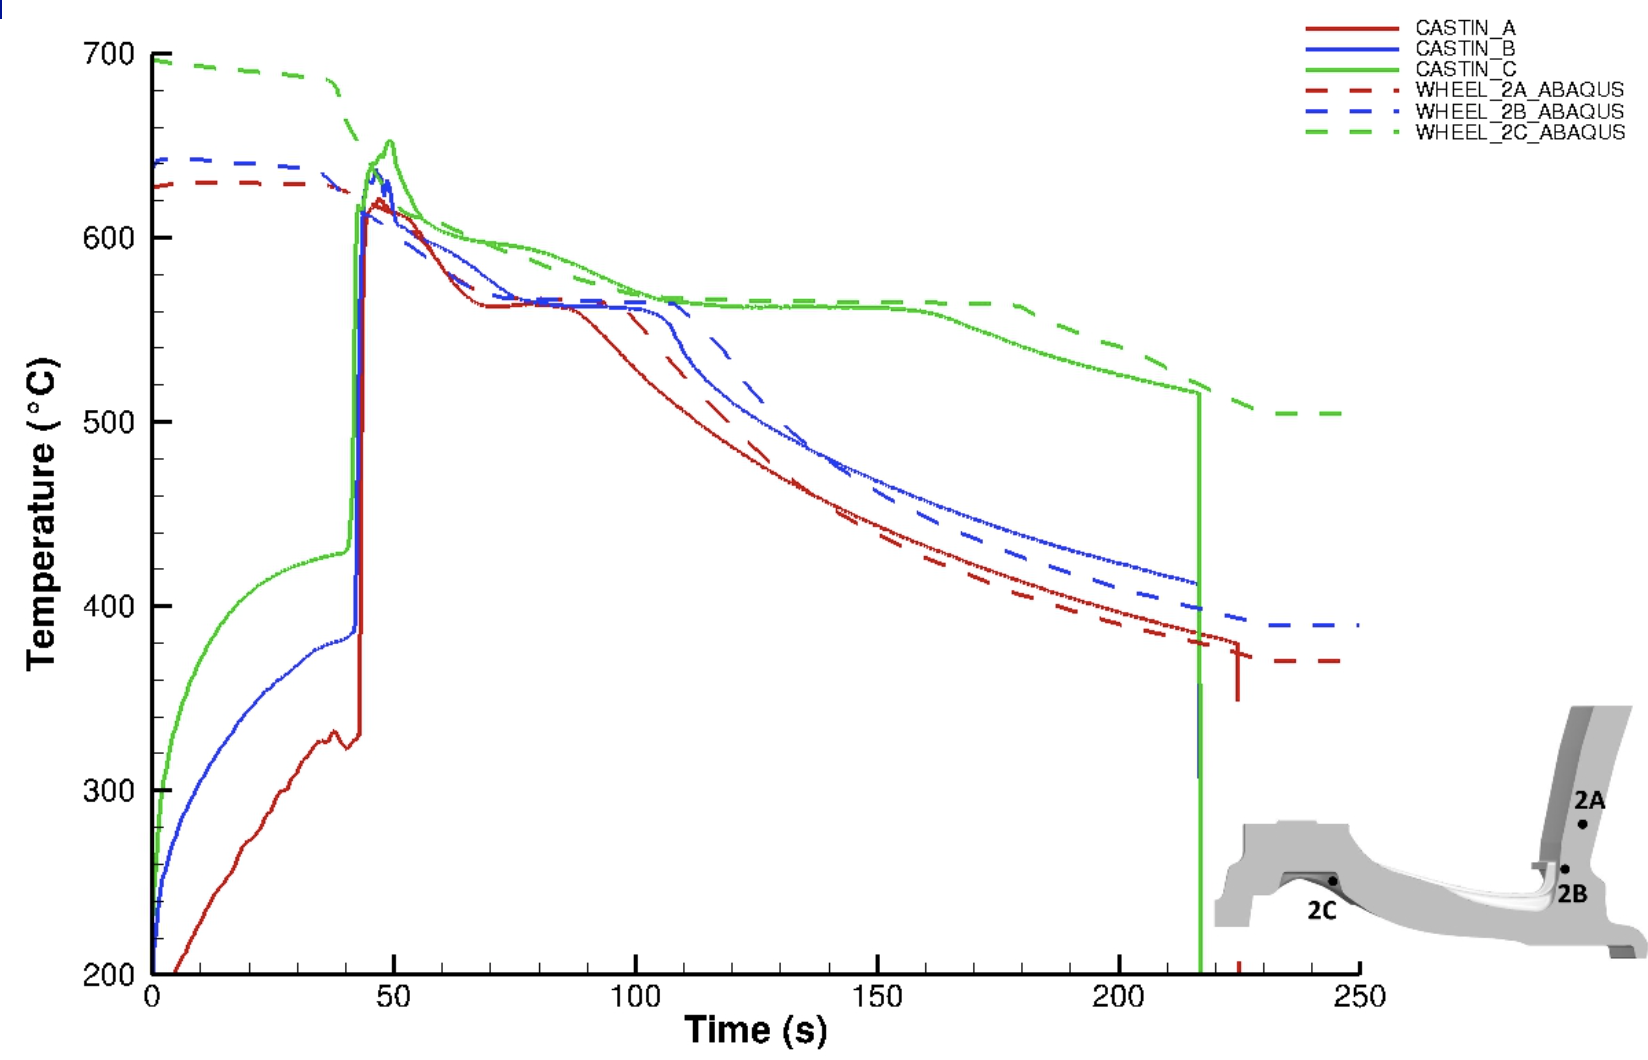 CASTIN_A
CASTIN_B
CASTIN_C
WHEEL_2A_ABAQUS
WHEEL_2B_ABAQUS
WHEEL_2C_ABAQUS
700
600
500
400
300
200
Temperature (°C)
0 50 100 150 200 250
Time (s)
2A
2B
2C